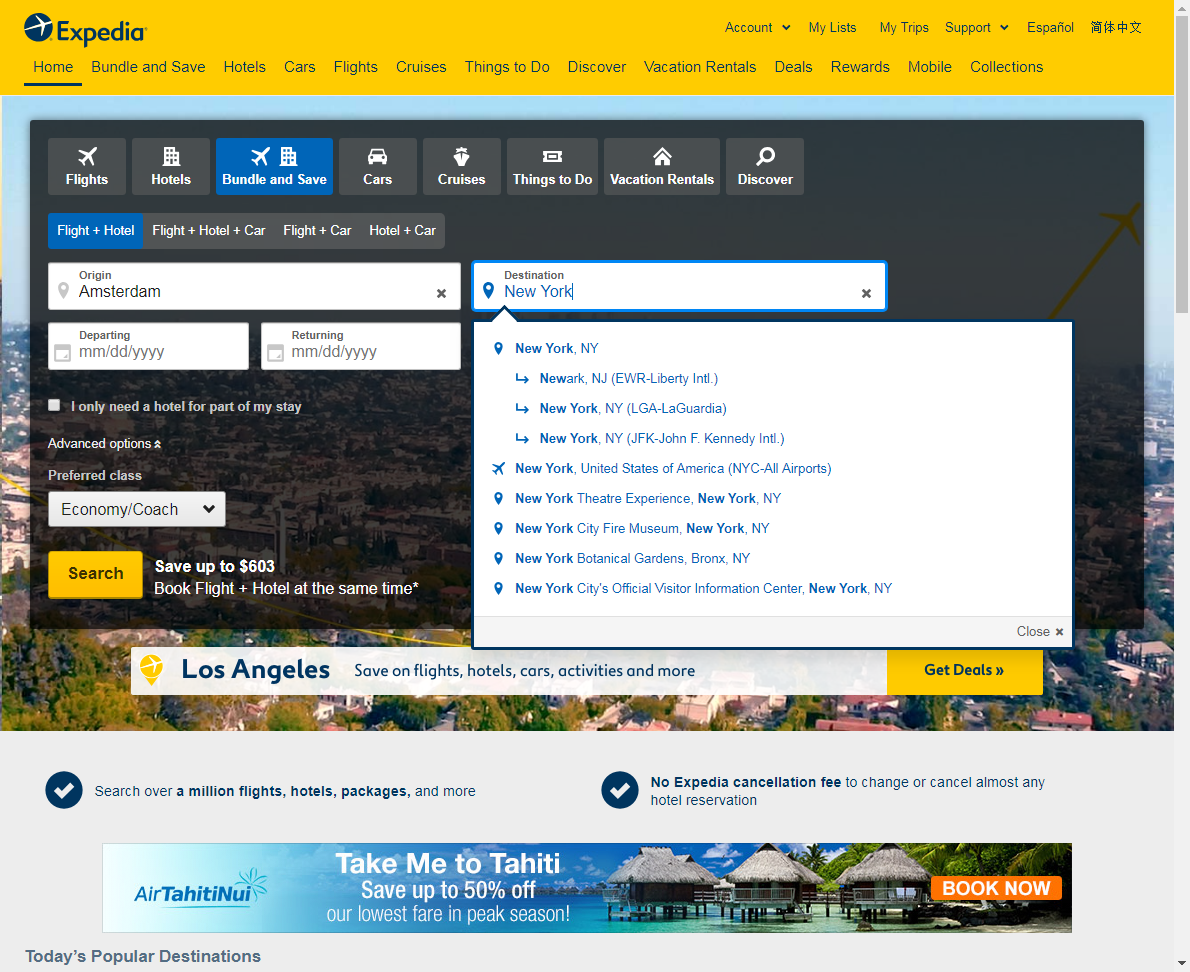 Expedia
Account My Lists My Trips Support Español 简体中文
Home Bundle and Save Hotels Cars Flights Cruises Things to Do Discover Vacation Rentals Deals Rewards Mobile Collections
Flights Hotels Bundle and Save Cars Cruises Things to Do Vacation Rentals Discover
Flight + Hotel Flight + Hotel + Car Flight + Car Hotel + Car
Origin
Amsterdam
Destination
New York
Departing
mm/dd/yyyy
Returning
mm/dd/yyyy
I only need a hotel for part of my stay
Advanced options
Preferred class
Economy/Coach
Search
Save up to $603
Book Flight + Hotel at the same time*
New York, NY
Newark, NJ (EWR-Liberty Intl.)
New York, NY (LGA-LaGuardia)
New York, NY (JFK-John F. Kennedy Intl.)
New York, United States of America (NYC-All Airports)
New York Theatre Experience, New York, NY
New York City Fire Museum, New York, NY
New York Botanical Gardens, Bronx, NY
New York City's Official Visitor Information Center, New York, NY
Close
Los Angeles Save on flights, hotels, cars, activities and more Get Deals »
Search over a million flights, hotels, packages, and more
No Expedia cancellation fee to change or cancel almost any
hotel reservation
AirTahitiNui
Take Me to Tahiti
Save up to 50% off
our lowest fare in peak season!
BOOK NOW
Today's Popular Destinations